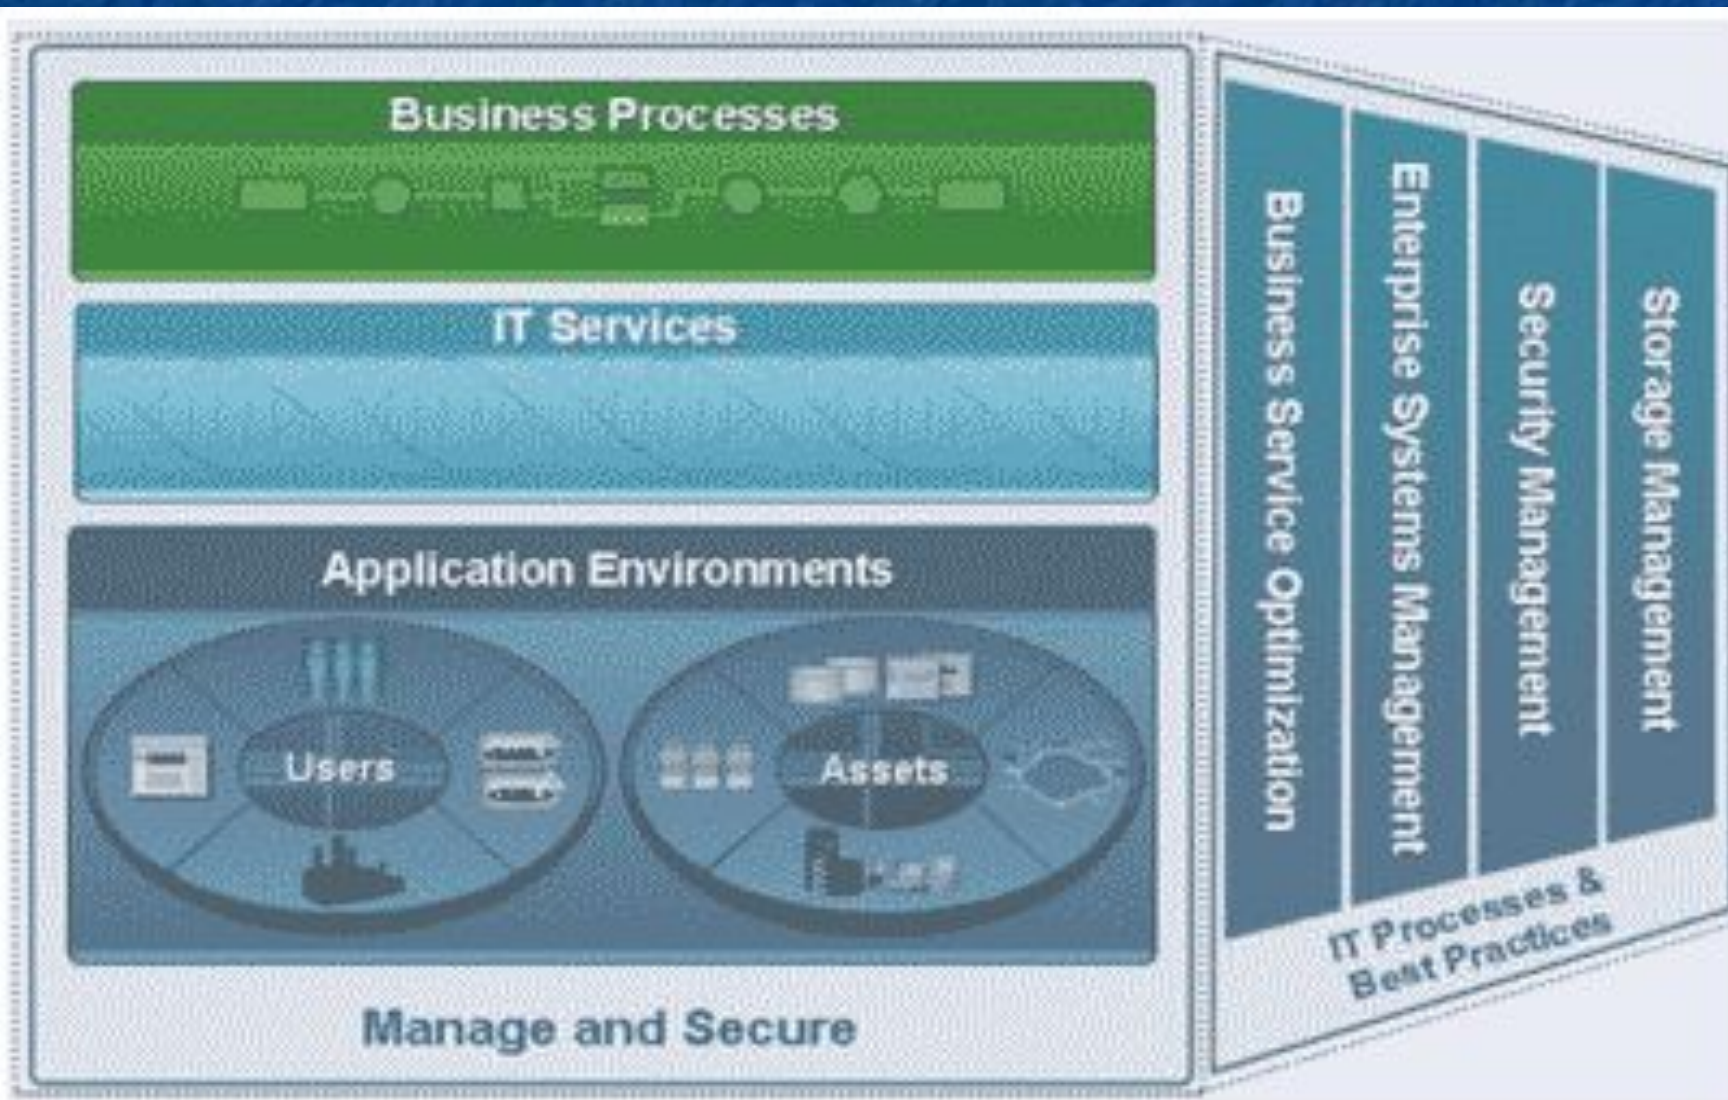 Business Processes
IT Services
Application Environments
Users
Assets
Manage and Secure
Business Service Optimization
Enterprise Systems Management
Security Management
Storage Management
IT Processes &
Best Practices